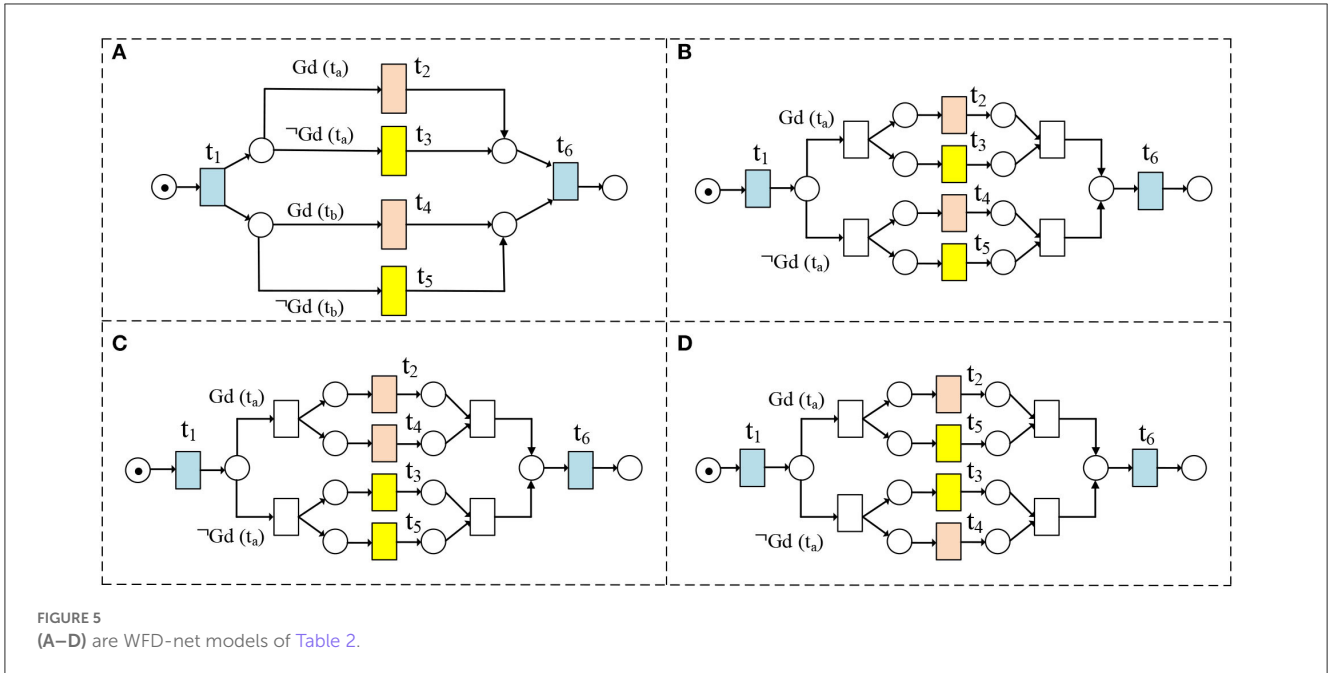 A
Gd (tₐ)
t₂
¬Gd (tₐ)
t₃
t₁
t₆
Gd (t_b)
t₄
t₅
¬Gd (t_b)
B
t₂
Gd (tₐ)
t₃
t₁
t₆
t₄
t₅
¬Gd (tₐ)
C
t₂
Gd (tₐ)
t₄
t₁
t₆
t₃
t₅
¬Gd (tₐ)
D
t₂
Gd (tₐ)
t₅
t₁
t₆
t₃
t₄
¬Gd (tₐ)
FIGURE 5
(A–D) are WFD-net models of Table 2.